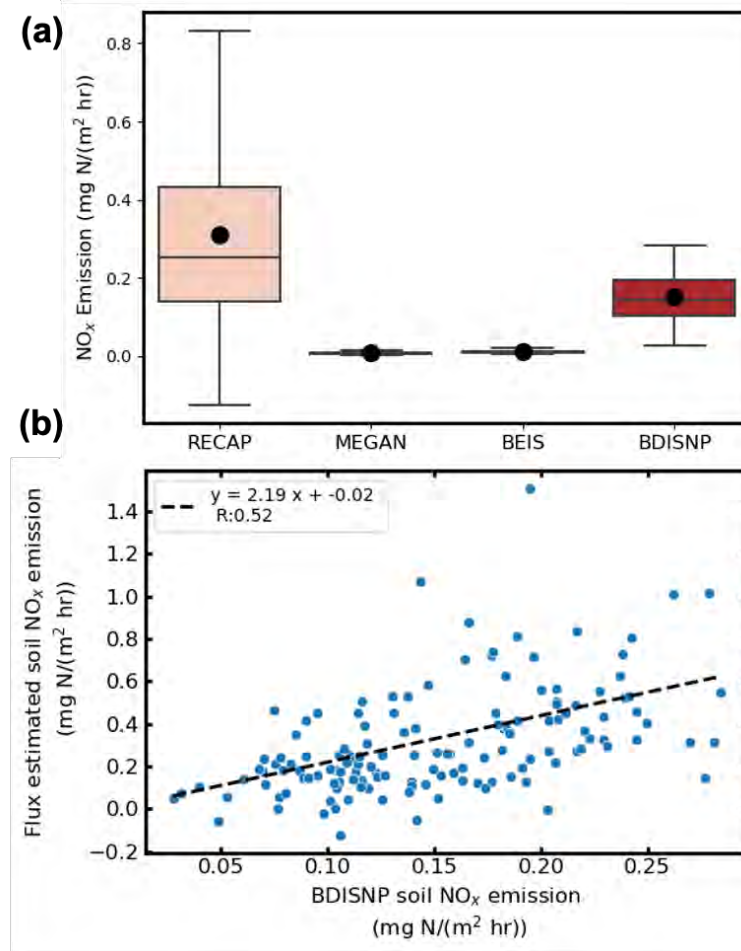 (a)
NOₓ Emission (mg N/(m² hr))
0.8
0.6
0.4
0.2
0.0
RECAP MEGAN BEIS BDISNP
(b)
Flux estimated soil NOₓ emission
(mg N/(m² hr))
1.4
1.2
1.0
0.8
0.6
0.4
0.2
0.0
−0.2
y = 2.19 x + -0.02
R:0.52
0.05 0.10 0.15 0.20 0.25
BDISNP soil NOₓ emission
(mg N/(m² hr))